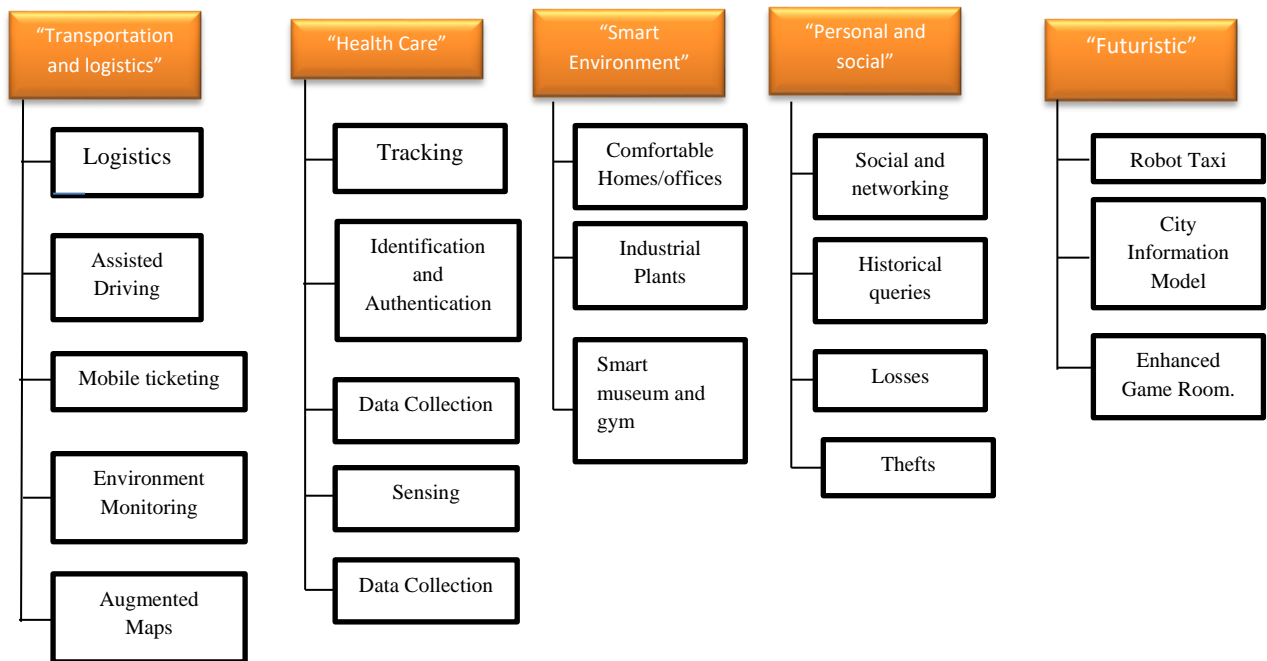 “Transportation
and logistics”
Logistics
Assisted
Driving
Mobile ticketing
Environment
Monitoring
Augmented
Maps
“Health Care”
Tracking
Identification
and
Authentication
Data Collection
Sensing
Data Collection
“Smart
Environment”
Comfortable
Homes/offices
Industrial
Plants
Smart
museum and
gym
“Personal and
social”
Social and
networking
Historical
queries
Losses
Thefts
“Futuristic”
Robot Taxi
City
Information
Model
Enhanced
Game Room.